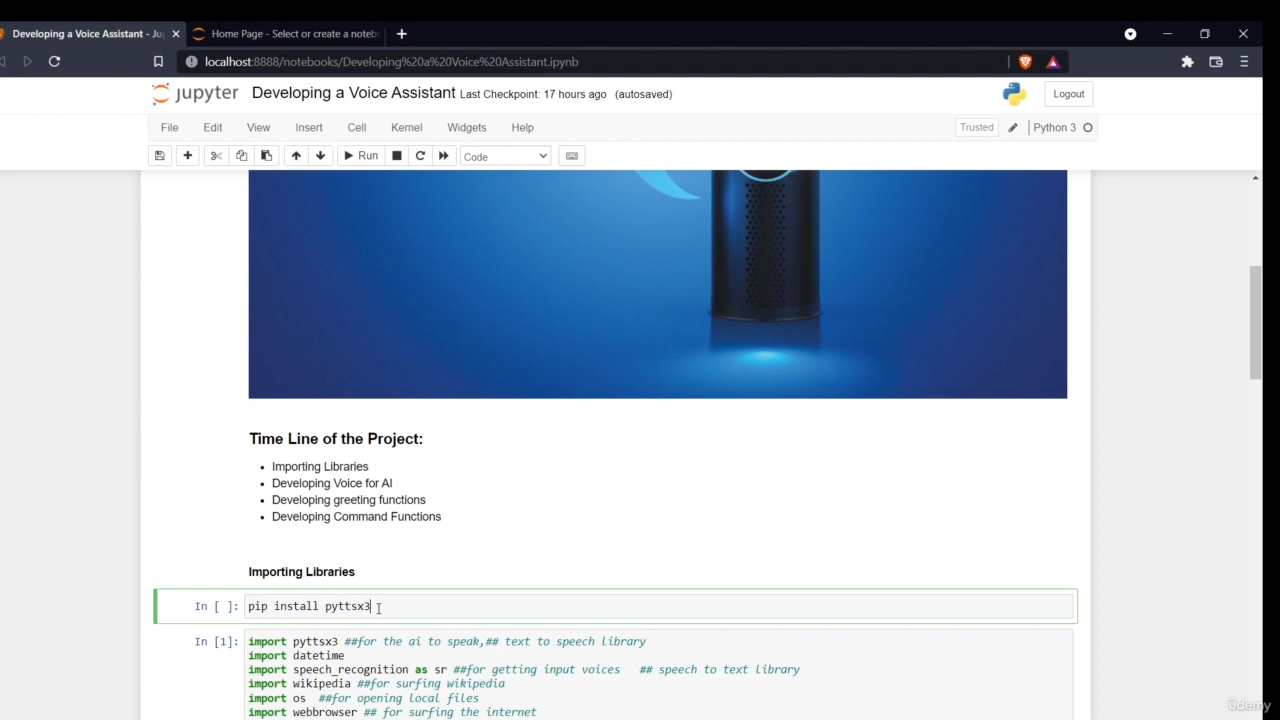 Developing a Voice Assistant - Ju
Home Page - Select or create a noteb
localhost:8888/notebooks/Developing%20a%20Voice%20Assistant.ipynb
jupyter Developing a Voice Assistant Last Checkpoint: 17 hours ago (autosaved)
Logout
File Edit View Insert Cell Kernel Widgets Help
Trusted
Python 3
Run
Code
Time Line of the Project:
Importing Libraries
Developing Voice for AI
Developing greeting functions
Developing Command Functions
Importing Libraries
In [ ]: pip install pyttsx3
In [1]: import pyttsx3 ##for the ai to speak,## text to speech library
import datetime
import speech_recognition as sr ##for getting input voices ## speech to text library
import wikipedia ##for surfing wikipedia
import os ##for opening local files
import webbrowser ## for surfing the internet
ûdemy